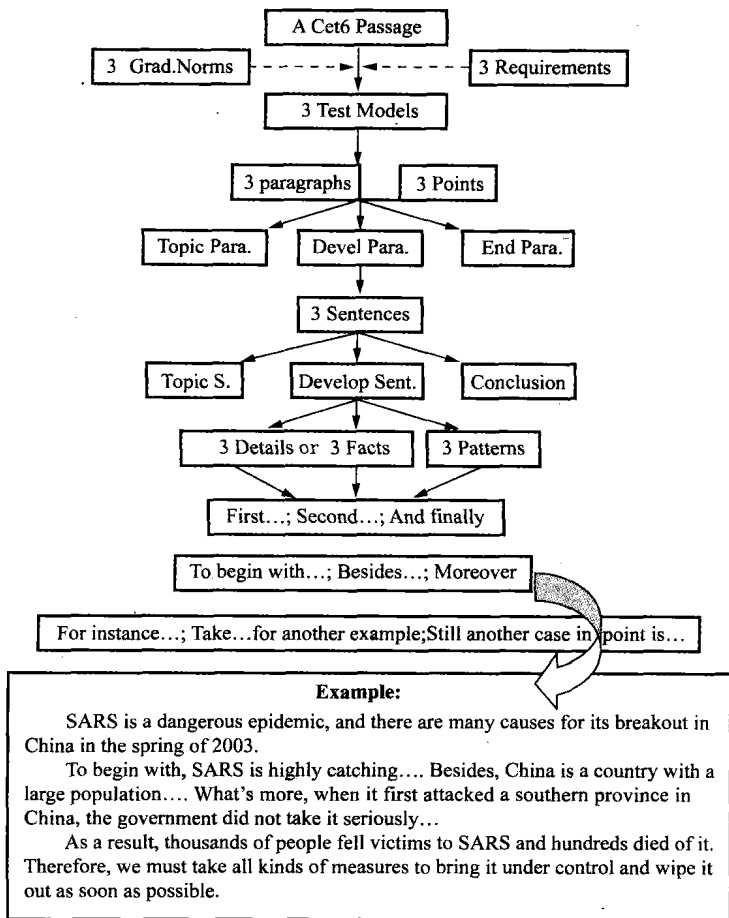 A Cet6 Passage
3 Grad.Norms
3 Requirements
3 Test Models
3 paragraphs
3 Points
Topic Para.
Devel Para.
End Para.
3 Sentences
Topic S.
Develop Sent.
Conclusion
3 Details or 3 Facts
3 Patterns
First…; Second…; And finally
To begin with…; Besides…; Moreover
For instance…; Take…for another example;Still another case in point is…
Example:
SARS is a dangerous epidemic, and there are many causes for its breakout in
China in the spring of 2003.
To begin with, SARS is highly catching…. Besides, China is a country with a
large population…. What's more, when it first attacked a southern province in
China, the government did not take it seriously…
As a result, thousands of people fell victims to SARS and hundreds died of it.
Therefore, we must take all kinds of measures to bring it under control and wipe it
out as soon as possible.